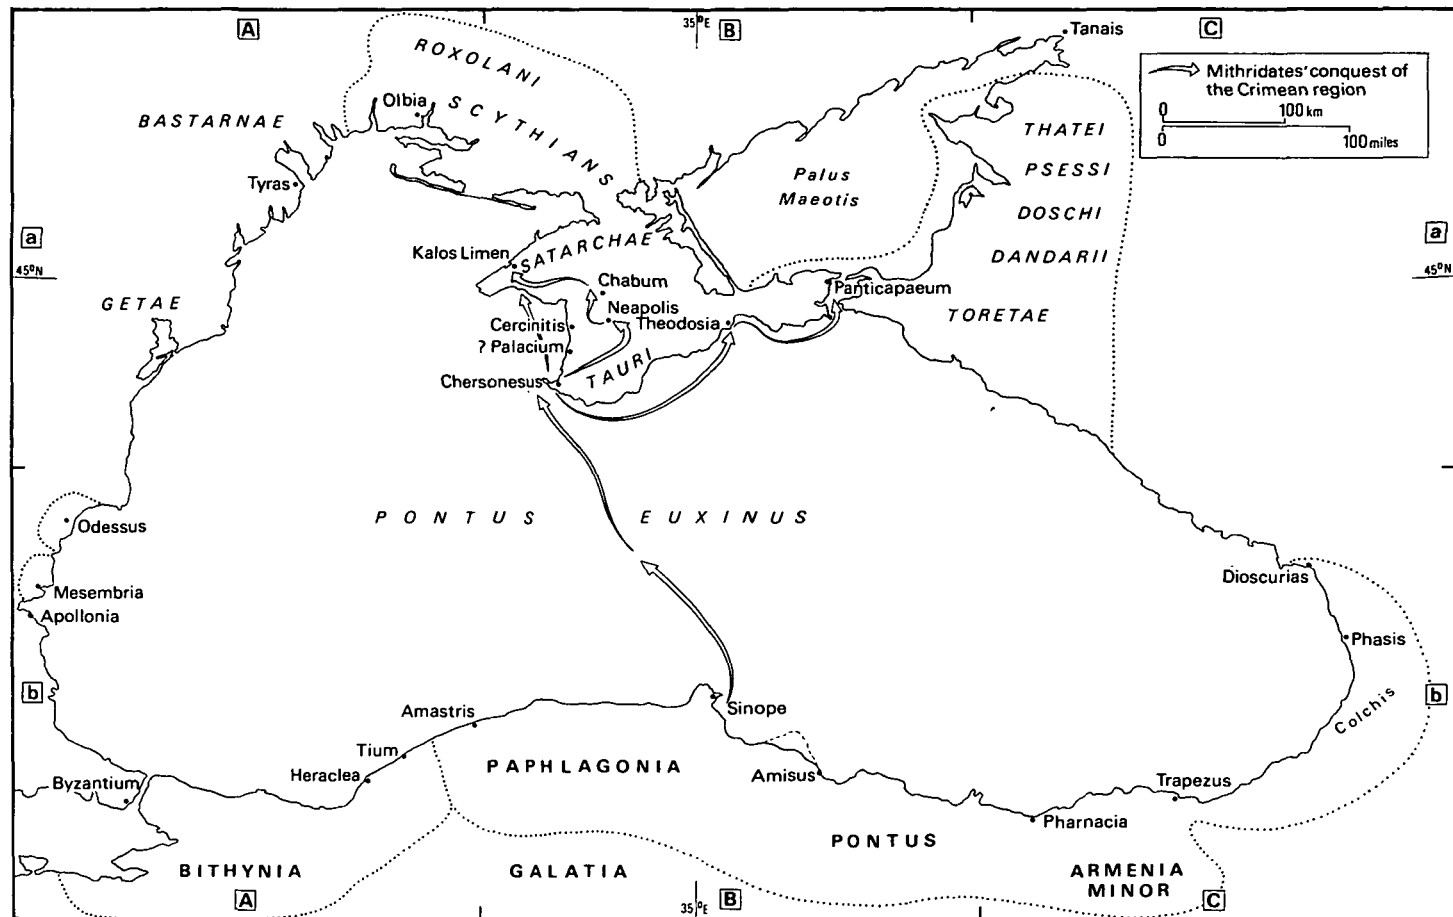 A
35°E
B
C
Tanais
Mithridates' conquest of
the Crimean region
0
100 km
0
100 miles
ROXOLANI
SCYTHIANS
Olbia
BASTARNAE
Tyras
THATEI
PSESSI
DOSCHI
DANDARII
TORETAE
Palus
Maeotis
a
a
45°N
45°N
Kalos Limen
SATARCHAE
Chabum
Neapolis
Panticapaeum
GETAE
Cercinitis
Theodosia
? Palacium
TAURI
Chersonesus
PONTUS EUXINUS
Odessus
Mesembria
Apollonia
Dioscurias
Phasis
Colchis
b
b
Sinope
Amastris
Tium
Heraclea
PAPHLAGONIA
Amisus
Byzantium
Trapezus
Pharnacia
PONTUS
BITHYNIA
GALATIA
ARMENIA
MINOR
A
35°E
B
C